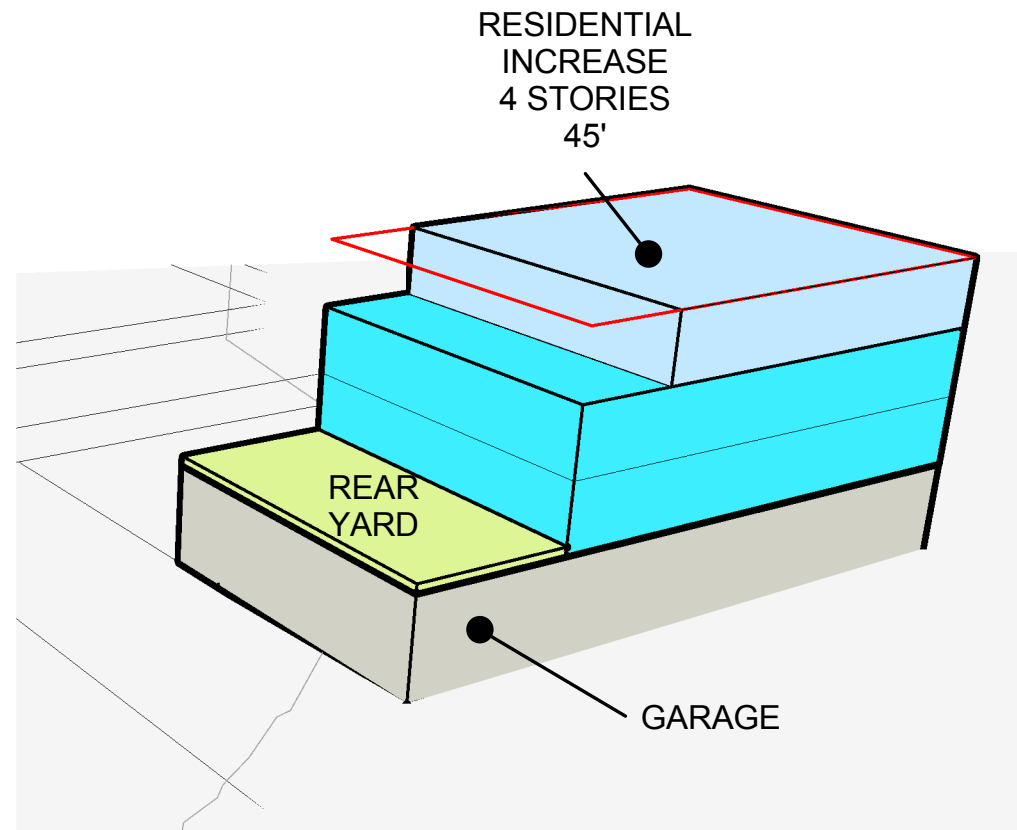 RESIDENTIAL
INCREASE
4 STORIES
45'
REAR
YARD
GARAGE